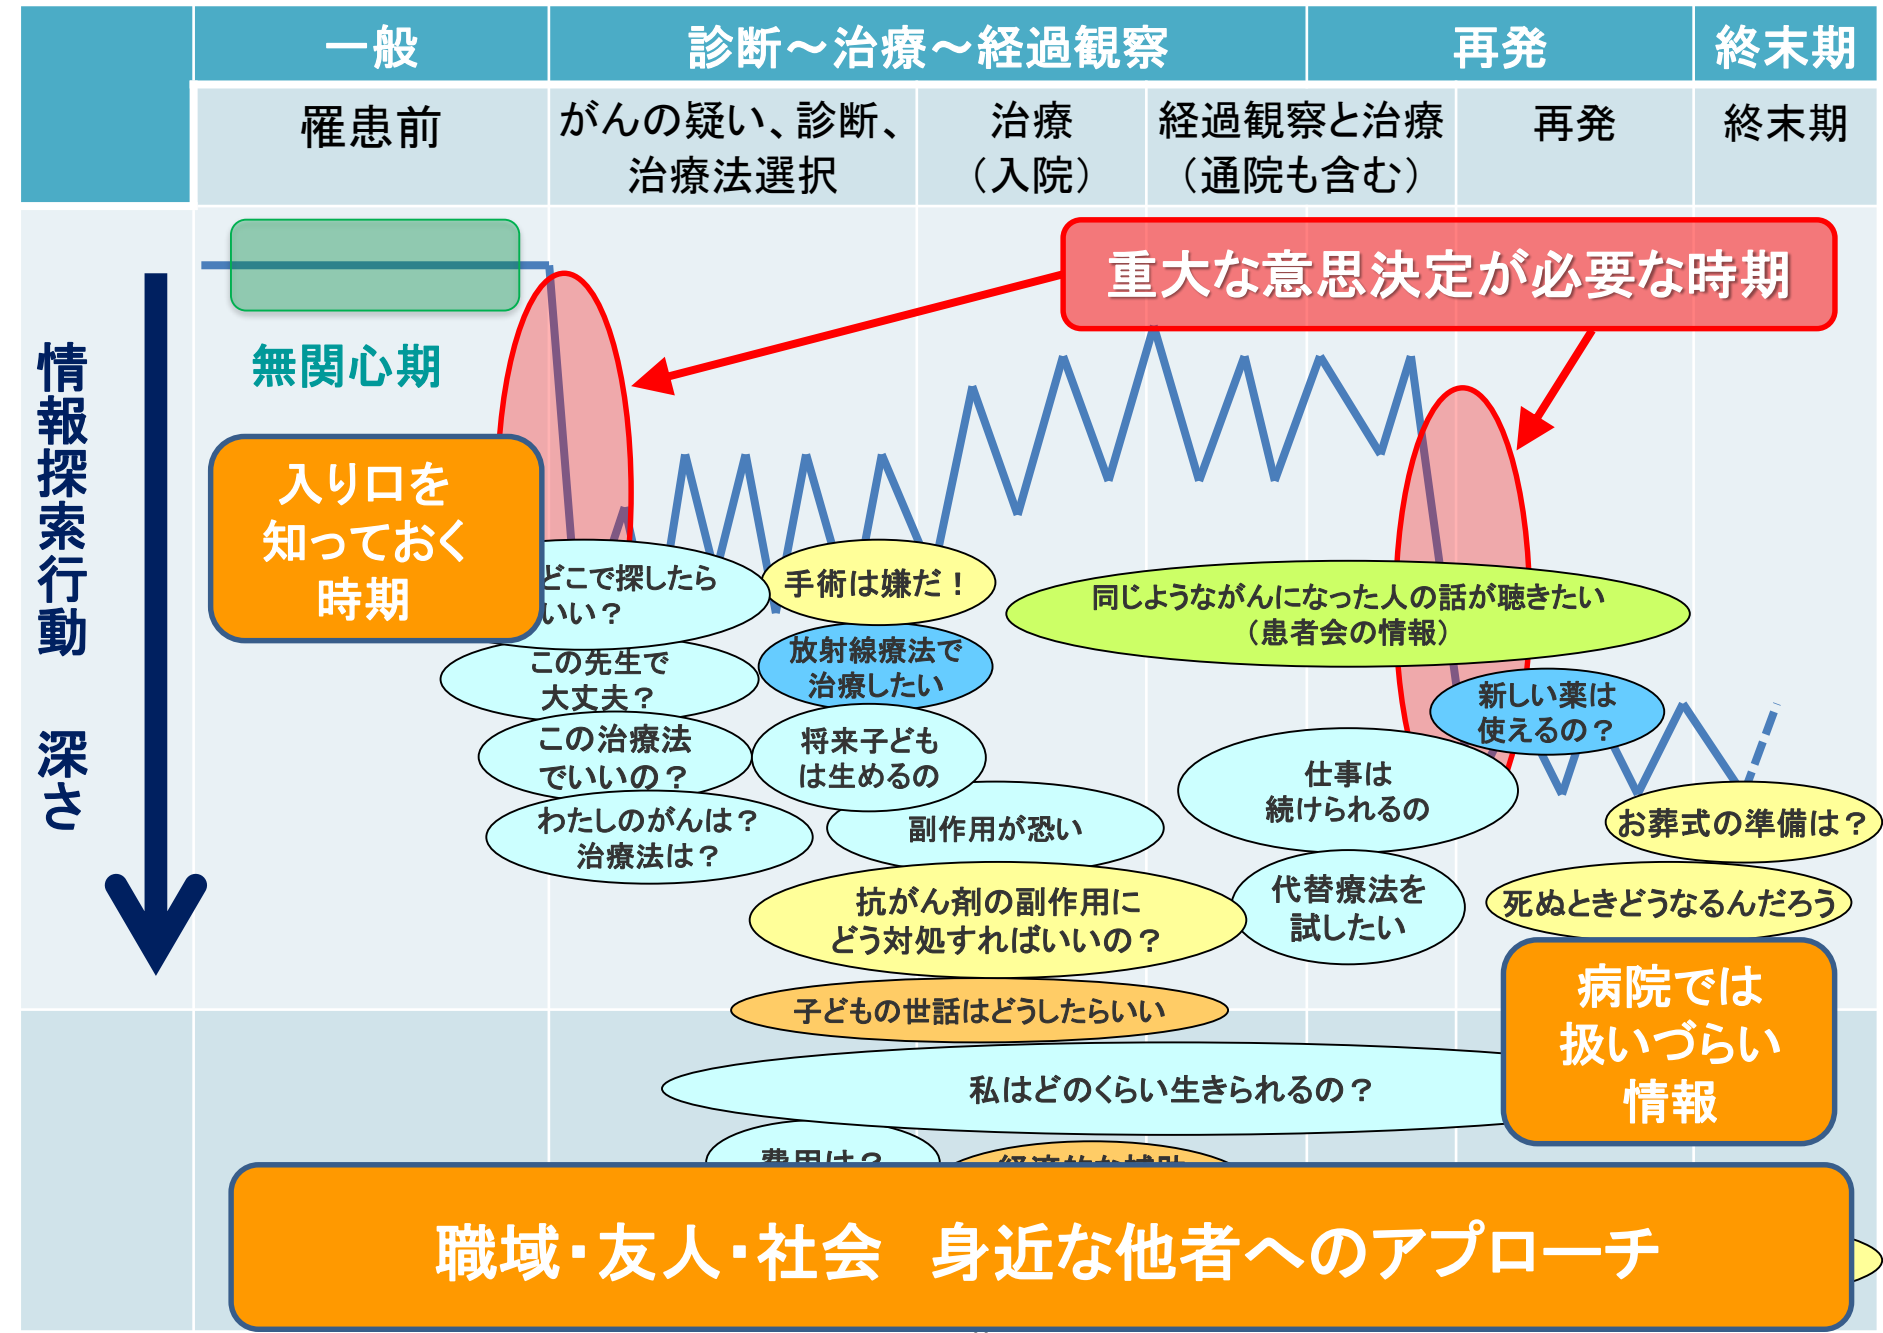 一般
診断～治療～経過観察
再発
終末期
罹患前
がんの疑い、診断、
治療法選択
治療
（入院）
経過観察と治療
（通院も含む）
再発
終末期
情報探索行動 深さ
無関心期
重大な意思決定が必要な時期
入り口を
知っておく
時期
どこで探したら
いい？
手術は嫌だ！
同じようながんになった人の話が聴きたい
（患者会の情報）
この先生で
大丈夫？
放射線療法で
治療したい
新しい薬は
使えるの？
この治療法
でいいの？
将来子ども
は生めるの
仕事は
続けられるの
わたしのがんは？
治療法は？
副作用が恐い
お葬式の準備は？
抗がん剤の副作用に
どう対処すればいいの？
代替療法を
試したい
死ぬときどうなるんだろう
子どもの世話はどうしたらいい
病院では
扱いづらい
情報
私はどのくらい生きられるの？
費用は？
経済的な補助
職域・友人・社会　身近な他者へのアプローチ